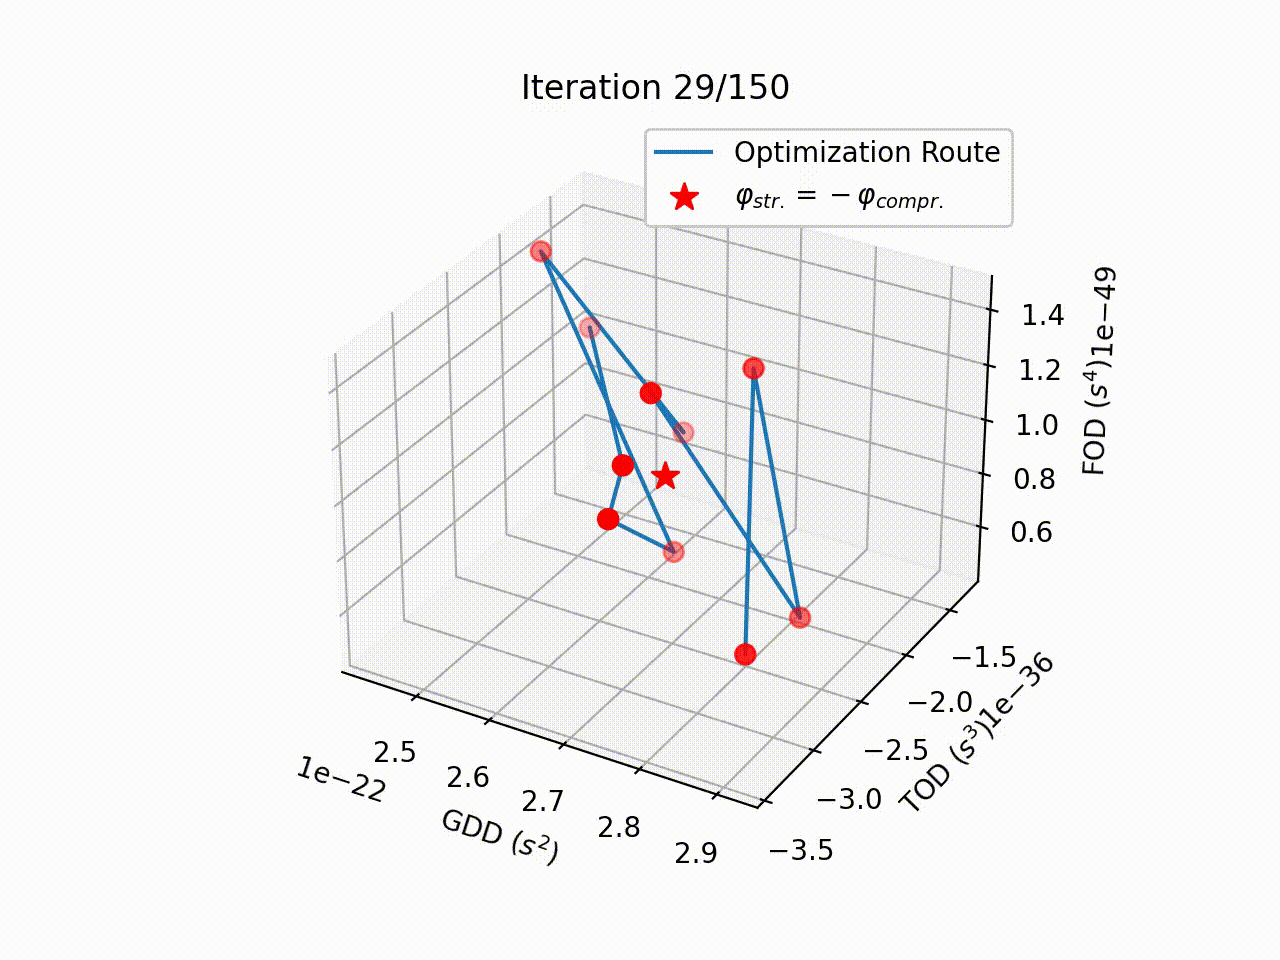 Iteration 29/150
Optimization Route
φstr. = − φcompr.
1.4
1.2
1.0
0.8
0.6
FOD (s⁴)1e−49
−1.5
−2.0
−2.5
−3.0
−3.5
TOD (s³)1e−36
2.5
2.6
2.7
2.8
2.9
1e−22
GDD (s²)